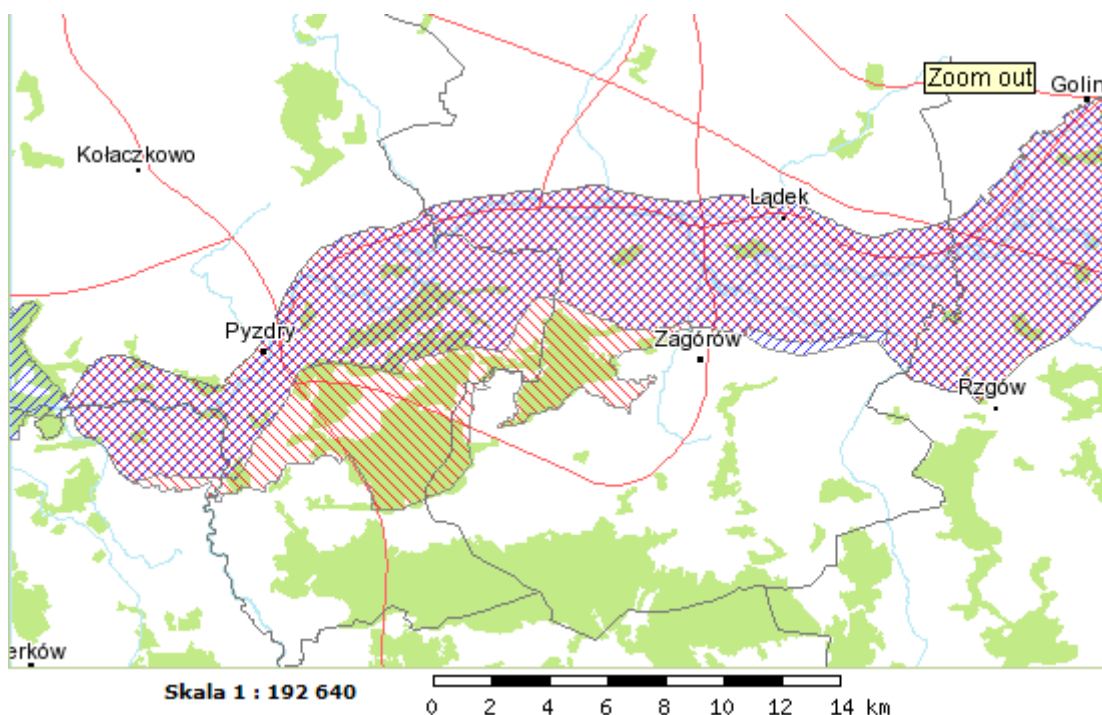 Zoom out
Golin
Kołaczkowo
Lądek
Pyzdry
Zagórów
Rzgów
erków
Skala 1 : 192 640
0 2 4 6 8 10 12 14 km